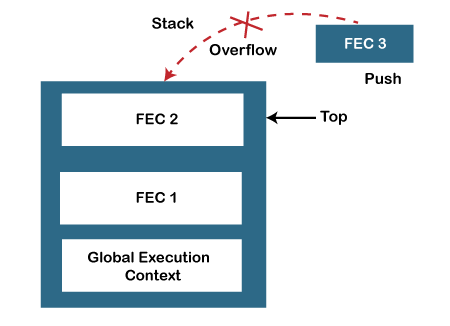 Stack
Overflow
FEC 3
Push
FEC 2
Top
FEC 1
Global Execution
Context